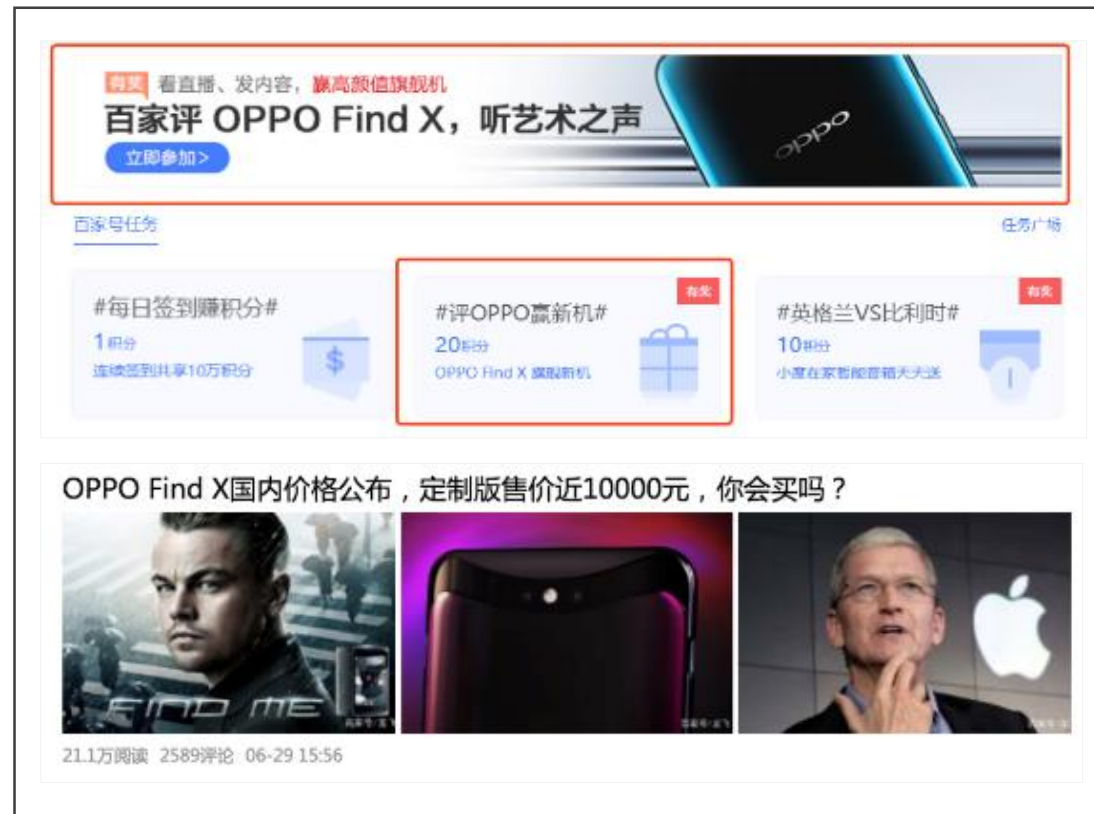 有奖 看直播、发内容，赢高颜值旗舰机
百家评 OPPO Find X，听艺术之声
立即参加>
oppo
百家号任务
任务广场
#每日签到赚积分#
1积分
连续签到共享10万积分
$
有奖
#评OPPO赢新机#
20积分
OPPO Find X 旗舰新机
有奖
#英格兰VS比利时#
10积分
小度在家智能音箱天天送
OPPO Find X国内价格公布，定制版售价近10000元，你会买吗？
FIND ME
21.1万阅读 2589评论 06-29 15:56